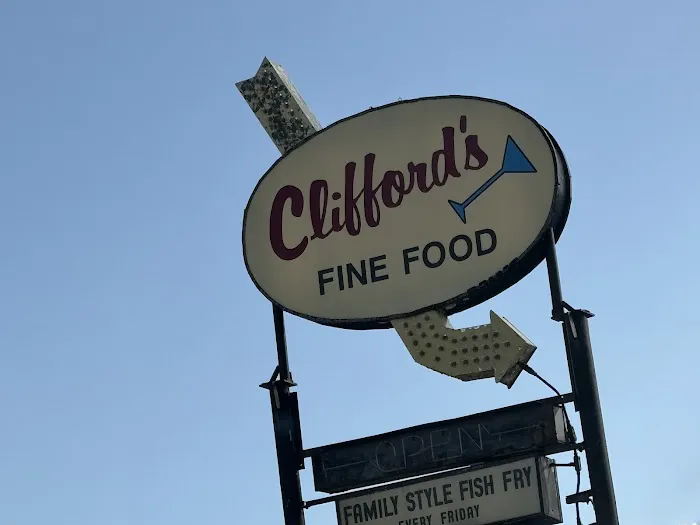 Clifford's
FINE FOOD
OPEN
FAMILY STYLE FISH FRY
EVERY FRIDAY